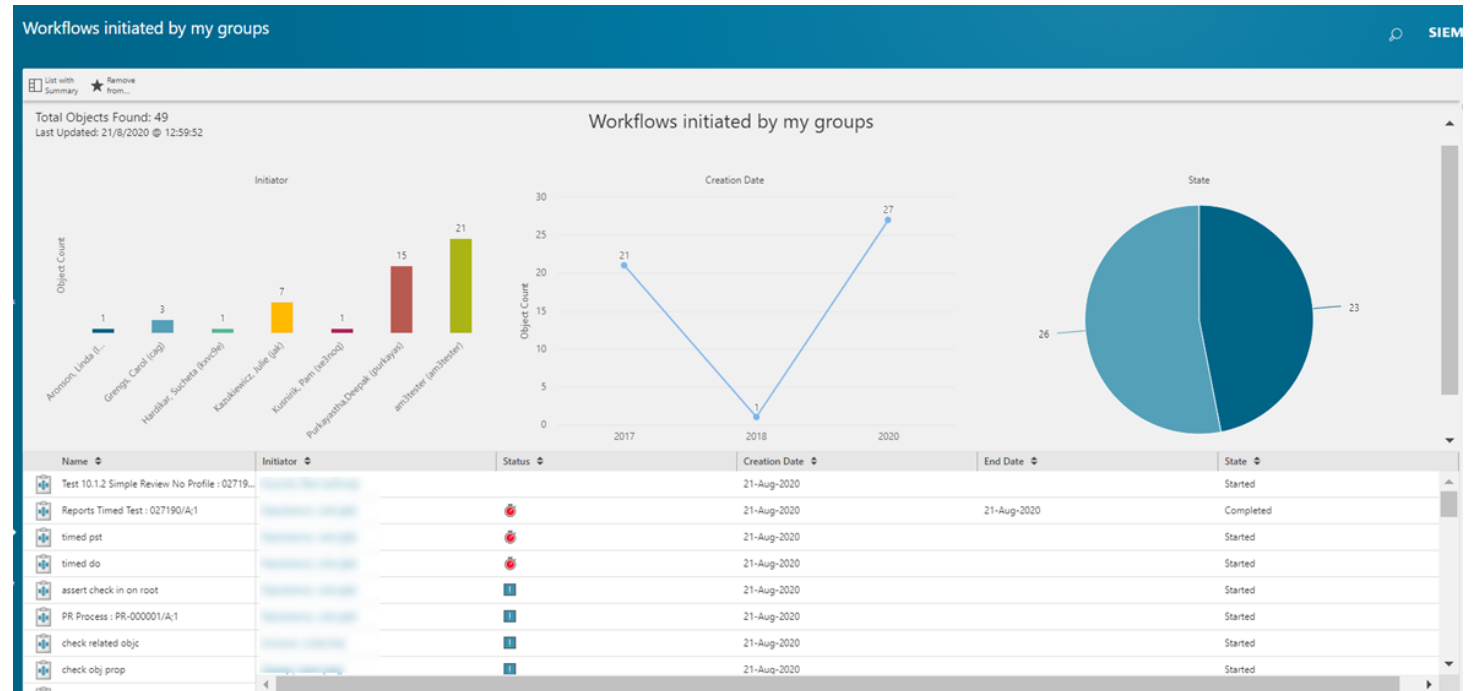 Workflows initiated by my groups
SIEM
List with
Summary
Remove
from...
Total Objects Found: 49
Last Updated: 21/8/2020 @ 12:59:52
Workflows initiated by my groups
Initiator
Object Count
1
3
1
7
1
15
21
Aronson, Linda (l...
Grengs, Carol (cag)
Hardikar, Sucheta (kxvc9e)
Kazukiewicz, Julie (jak)
Kusnirik, Pam (xe3noq)
Purkayastha,Deepak (purkayas)
am3tester (am3tester)
Creation Date
Object Count
30
25
20
15
10
5
0
21
1
27
2017 2018 2020
State
26
23
Name Initiator Status Creation Date End Date State
Test 10.1.2 Simple Review No Profile : 02719... 21-Aug-2020 Started
Reports Timed Test : 027190/A;1 21-Aug-2020 21-Aug-2020 Completed
timed pst 21-Aug-2020 Started
timed do 21-Aug-2020 Started
assert check in on root 21-Aug-2020 Started
PR Process : PR-000001/A;1 21-Aug-2020 Started
check related objc 21-Aug-2020 Started
check obj prop 21-Aug-2020 Started